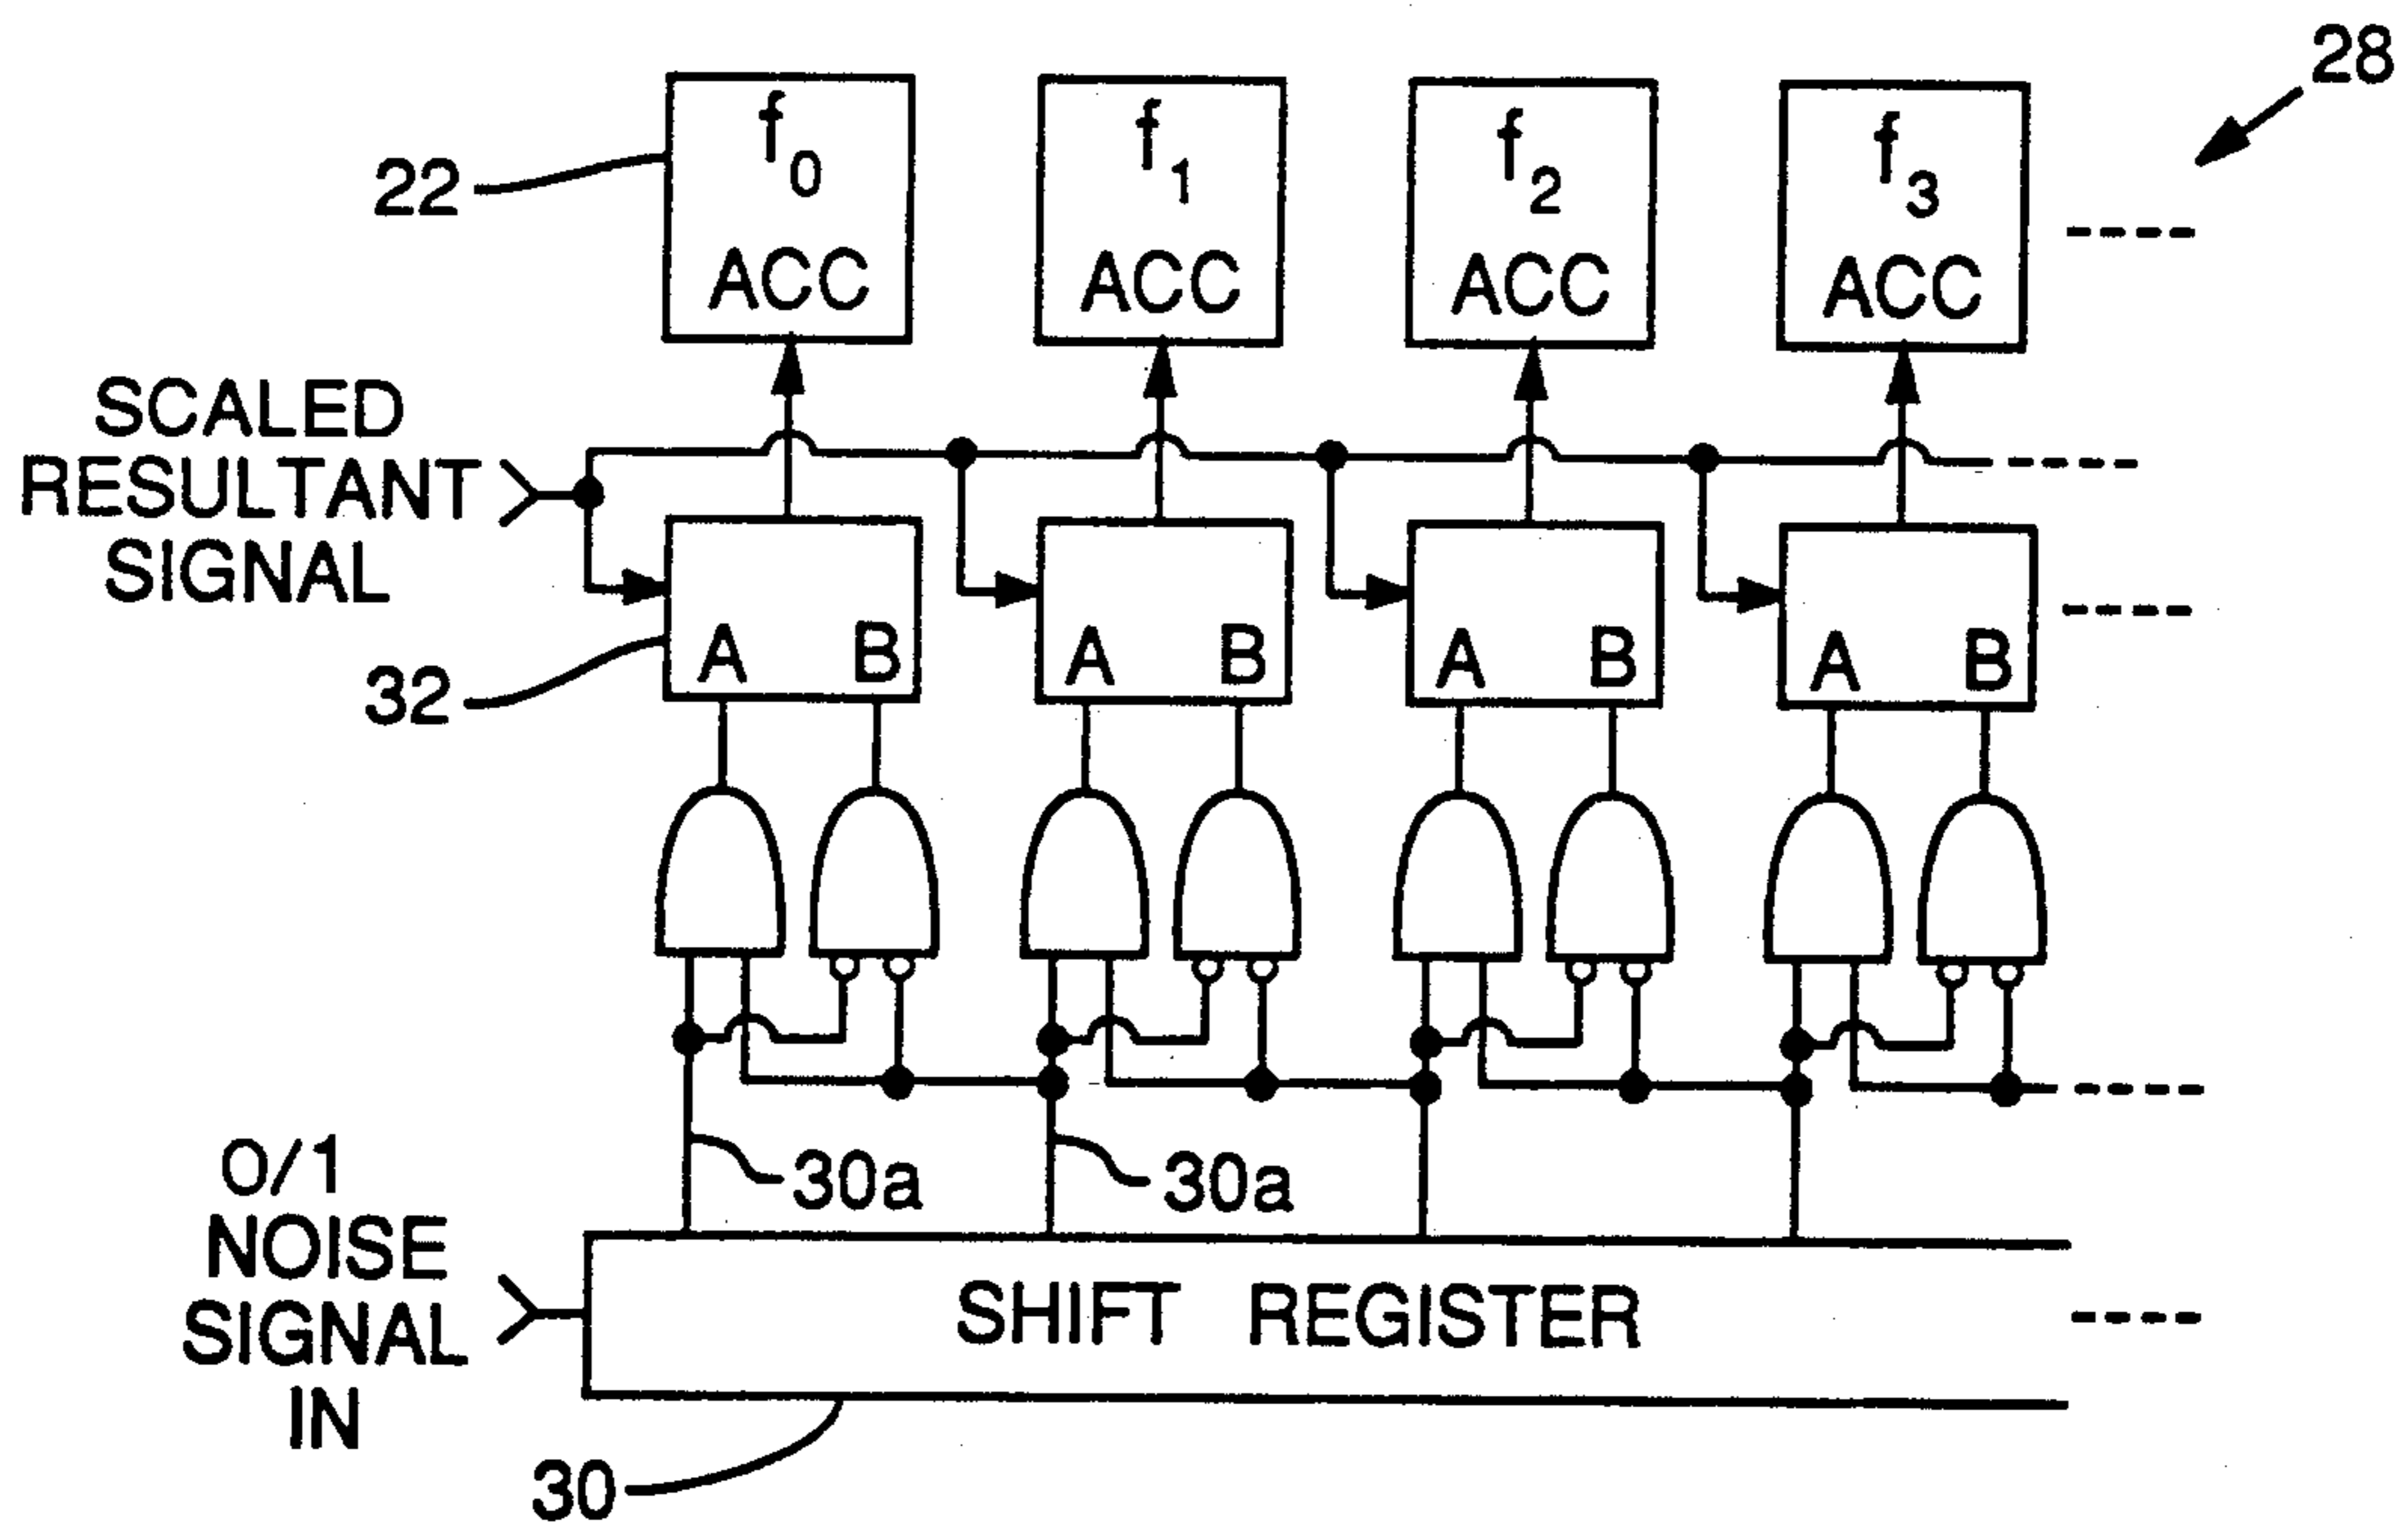 28
f0
ACC
f1
ACC
f2
ACC
f3
ACC
22
SCALED
RESULTANT
SIGNAL
A B
A B
A B
A B
32
30a
30a
0/1
NOISE
SIGNAL
IN
SHIFT REGISTER
30